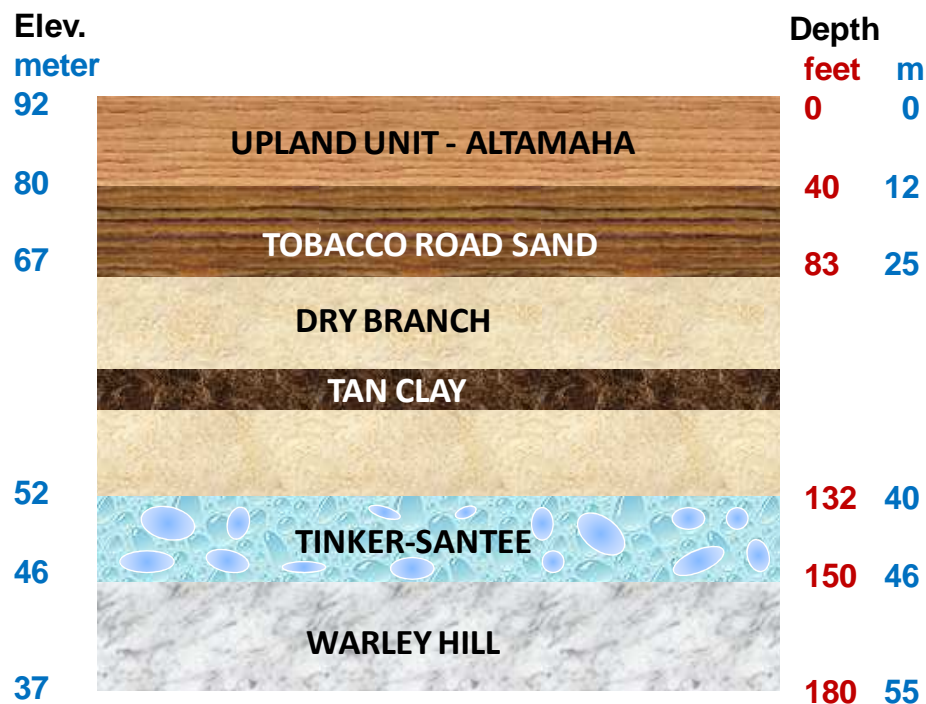 Elev. Depth
meter feet m
92 0 0
UPLAND UNIT - ALTAMAHA
80 40 12
TOBACCO ROAD SAND
67 83 25
DRY BRANCH
TAN CLAY
52 132 40
TINKER-SANTEE
46 150 46
WARLEY HILL
37 180 55